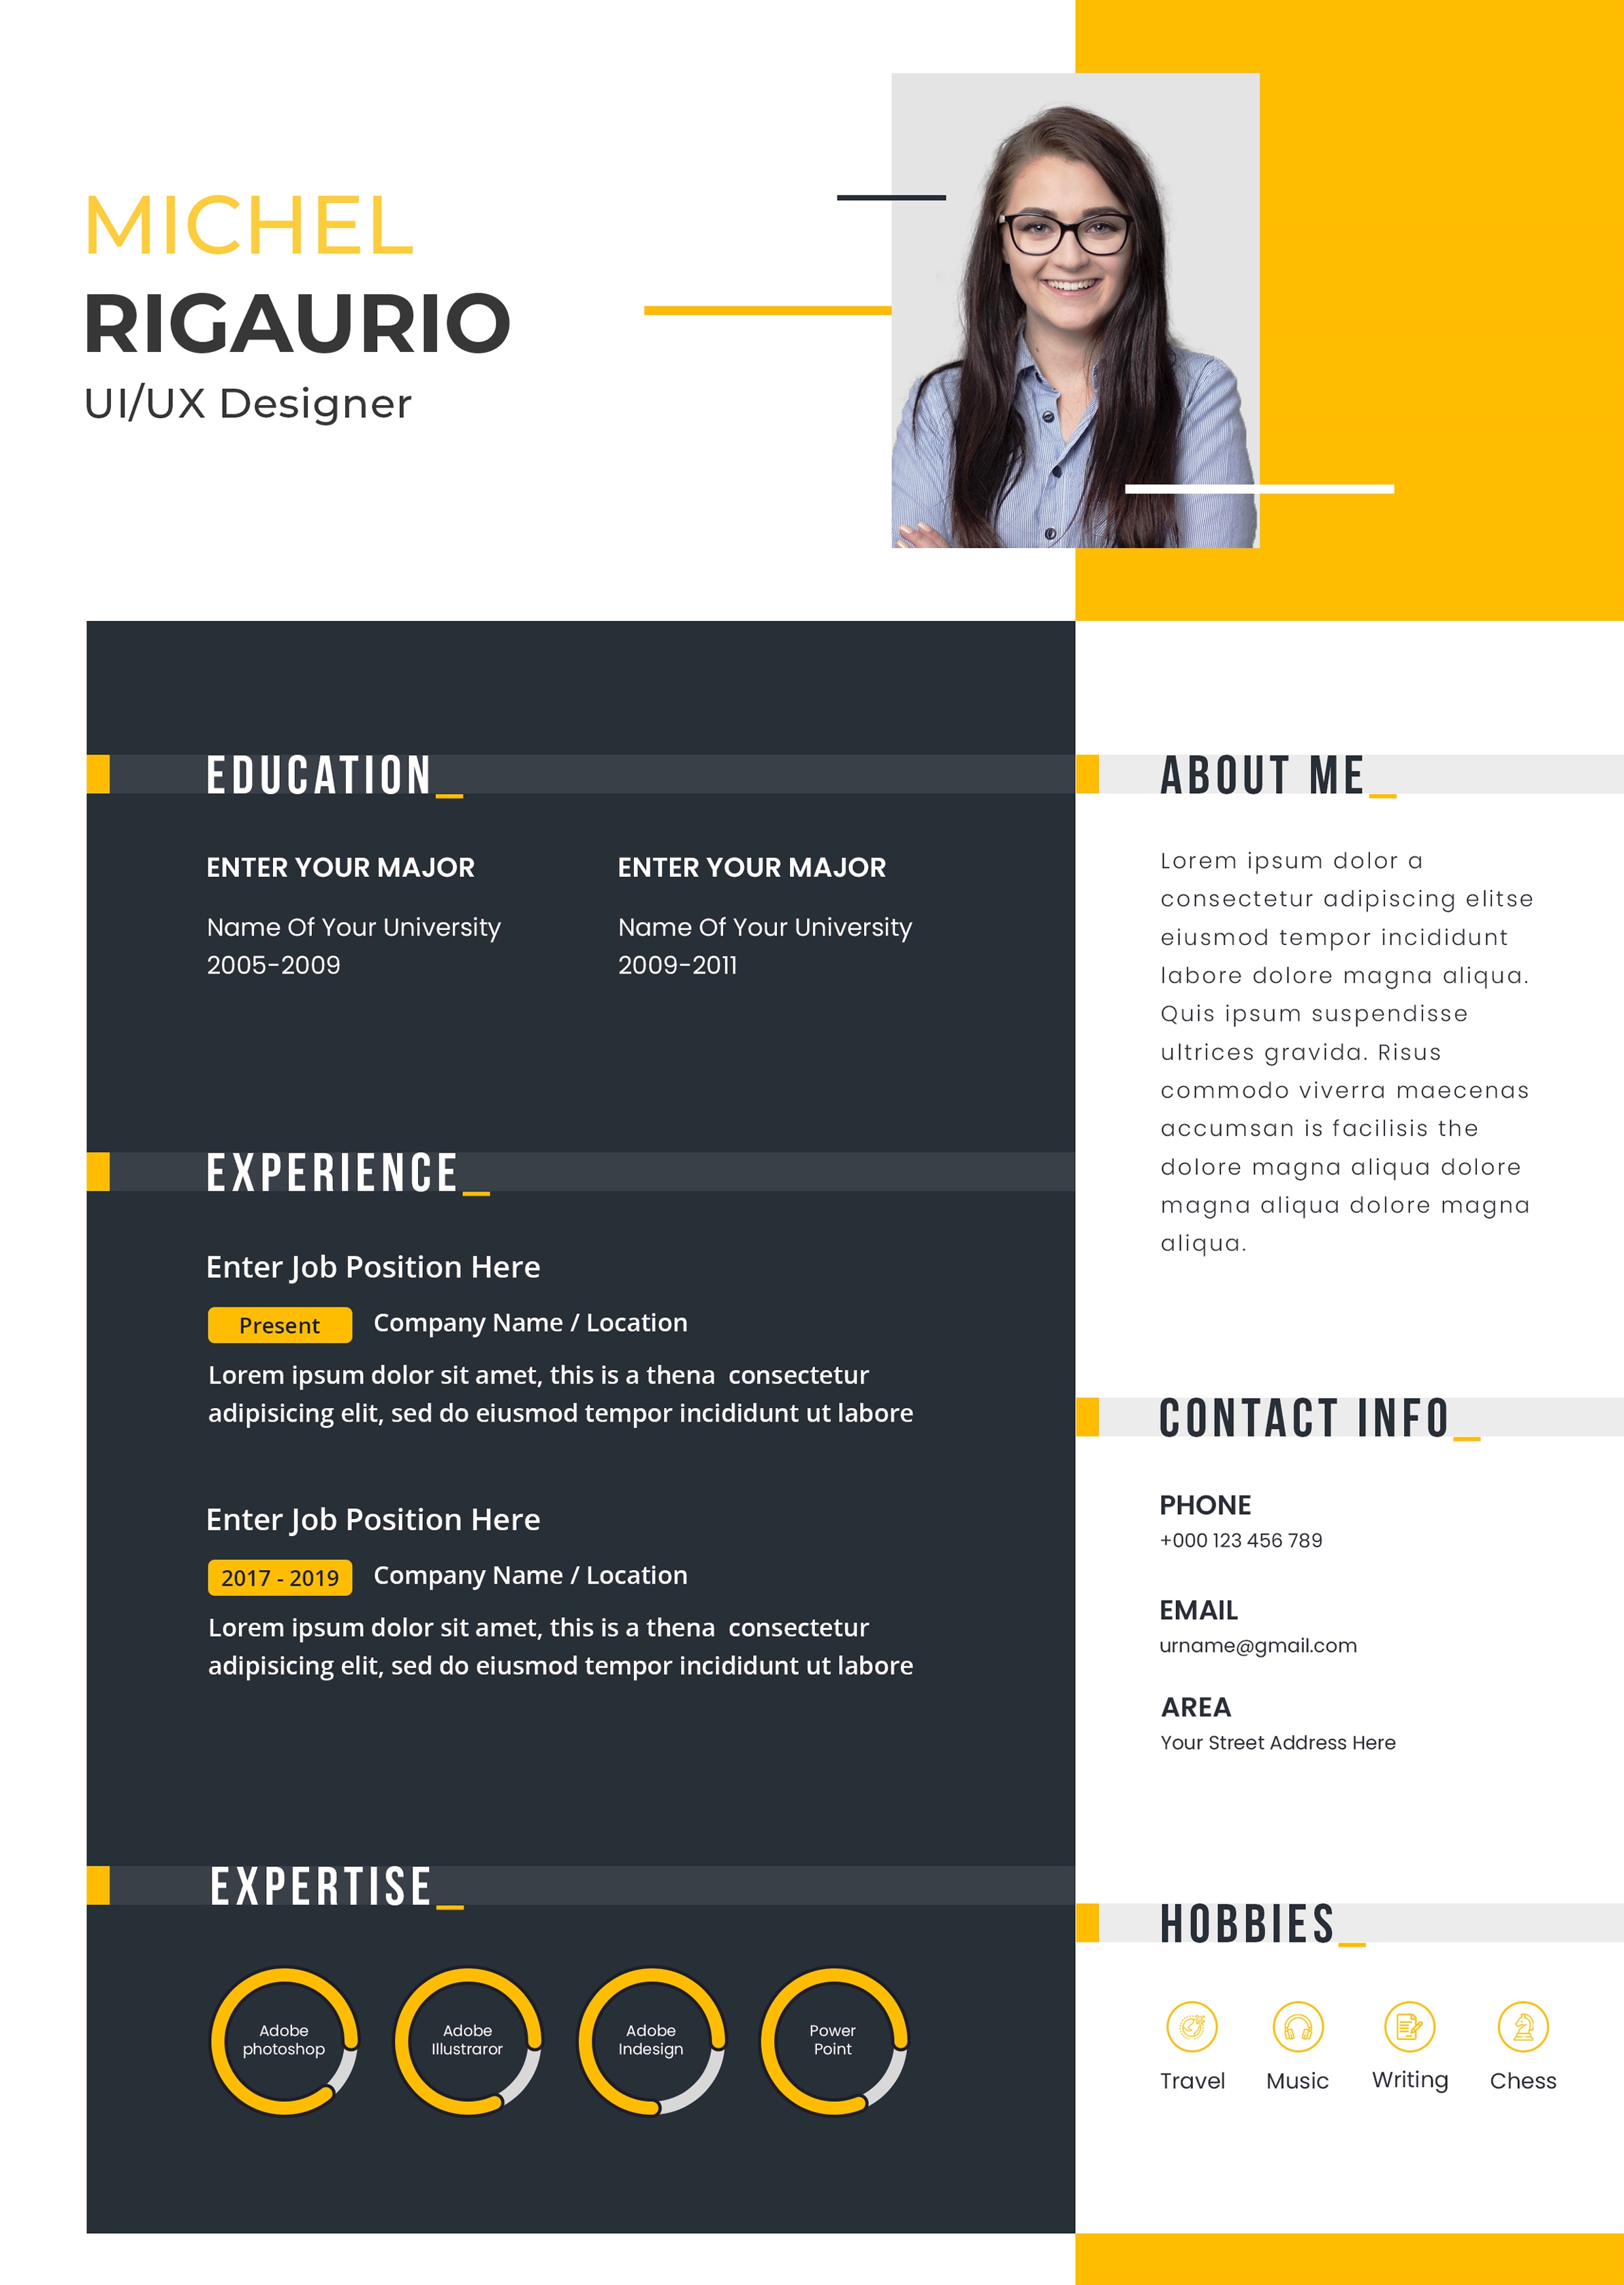 MICHEL
RIGAURIO
UI/UX Designer
EDUCATION_
ENTER YOUR MAJOR
Name Of Your University
2005-2009
ENTER YOUR MAJOR
Name Of Your University
2009-2011
EXPERIENCE_
Enter Job Position Here
Present Company Name / Location
Lorem ipsum dolor sit amet, this is a thena  consectetur
adipisicing elit, sed do eiusmod tempor incididunt ut labore
Enter Job Position Here
2017 - 2019 Company Name / Location
Lorem ipsum dolor sit amet, this is a thena  consectetur
adipisicing elit, sed do eiusmod tempor incididunt ut labore
EXPERTISE_
Adobe
photoshop
Adobe
Illustraror
Adobe
Indesign
Power
Point
ABOUT ME_
Lorem ipsum dolor a
consectetur adipiscing elitse
eiusmod tempor incididunt
labore dolore magna aliqua.
Quis ipsum suspendisse
ultrices gravida. Risus
commodo viverra maecenas
accumsan is facilisis the
dolore magna aliqua dolore
magna aliqua dolore magna
aliqua.
CONTACT INFO_
PHONE
+000 123 456 789
EMAIL
urname@gmail.com
AREA
Your Street Address Here
HOBBIES_
Travel Music Writing Chess